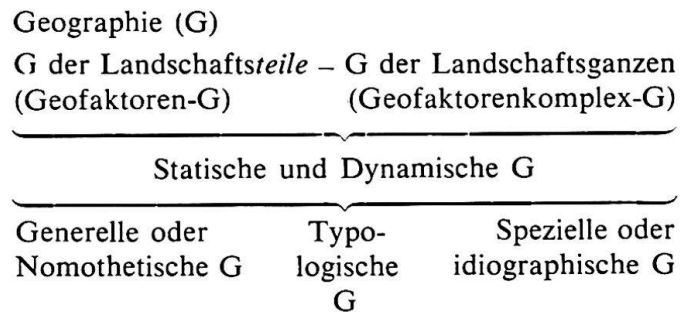 Geographie (G)
G der Landschaftsteile – G der Landschaftsganzen
(Geofaktoren-G) (Geofaktorenkomplex-G)
Statische und Dynamische G
Generelle oder Typo- Spezielle oder
Nomothetische G logische idiographische G
G